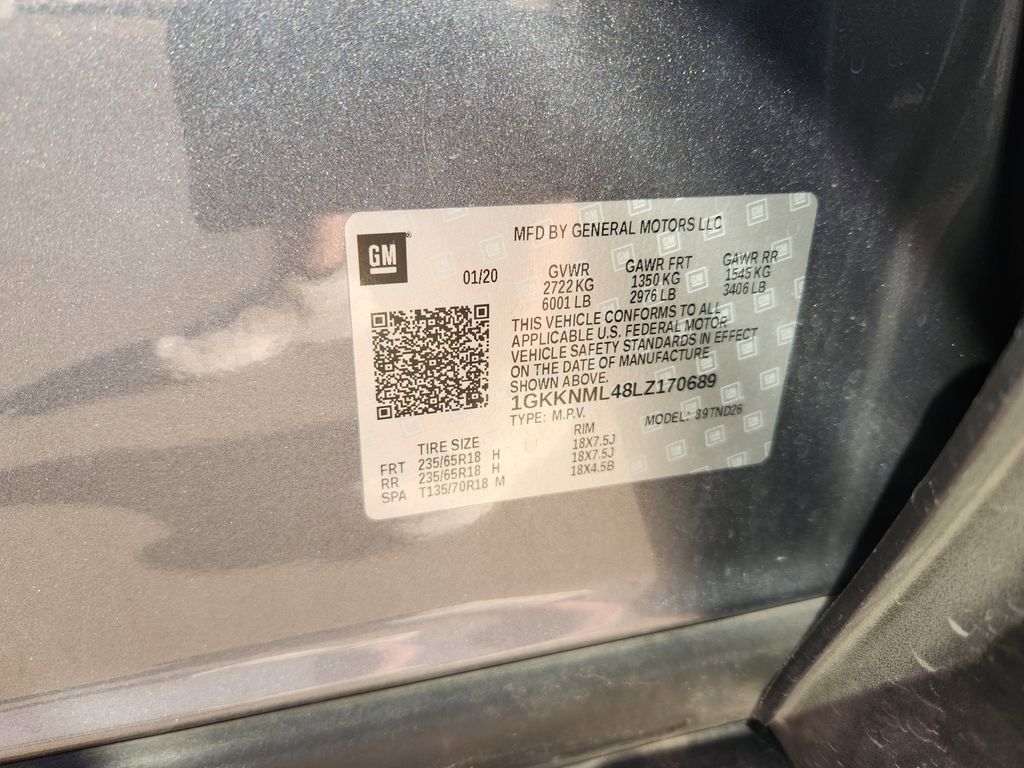 GM
MFD BY GENERAL MOTORS LLC
01/20
GVWR GAWR FRT GAWR RR
2722 KG 1350 KG 1545 KG
6001 LB 2976 LB 3406 LB
THIS VEHICLE CONFORMS TO ALL
APPLICABLE U.S. FEDERAL MOTOR
VEHICLE SAFETY STANDARDS IN EFFECT
ON THE DATE OF MANUFACTURE
SHOWN ABOVE.
1GKKNML48LZ170689
TYPE: M.P.V. MODEL: 89TND26
TIRE SIZE RIM
FRT 235/65R18 H 18X7.5J
RR 235/65R18 H 18X7.5J
SPA T135/70R18 M 18X4.5B